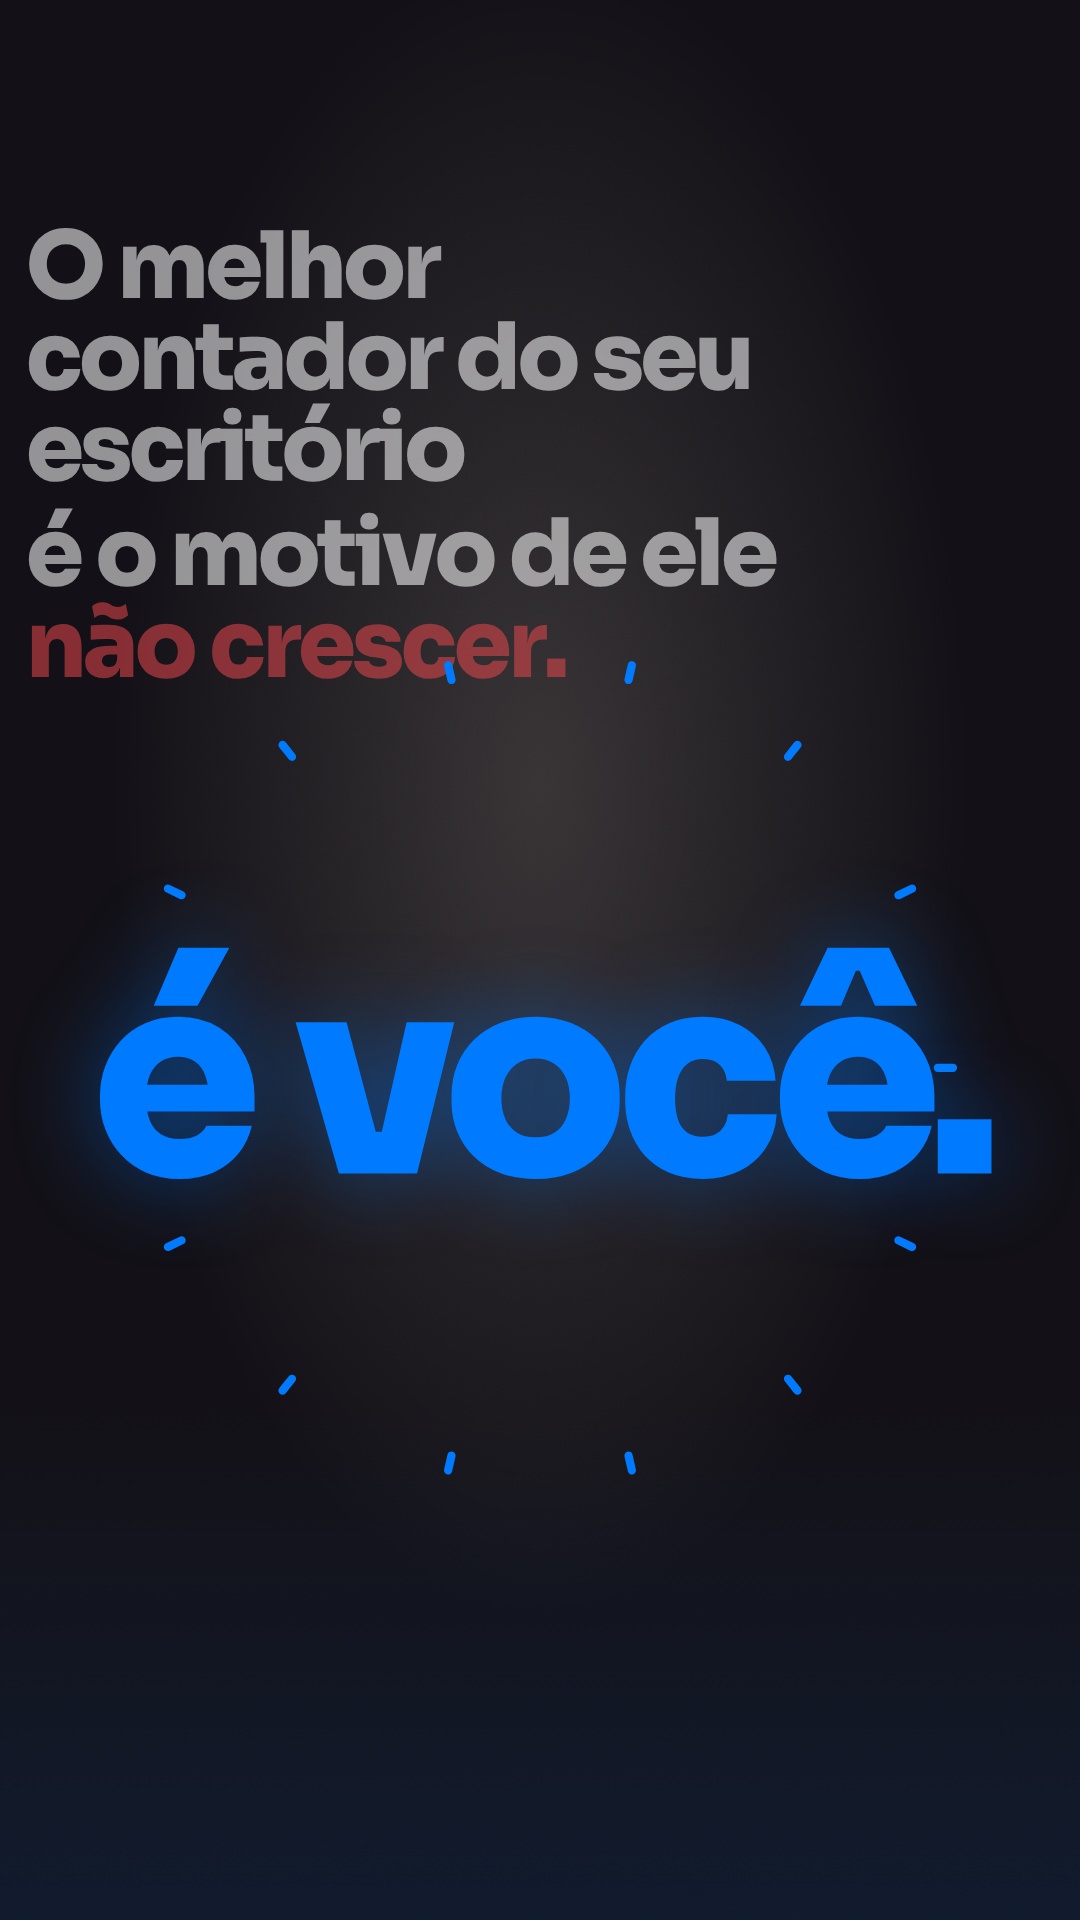 O melhor
contador do seu
escritório
é o motivo de ele
não crescer.
é você.